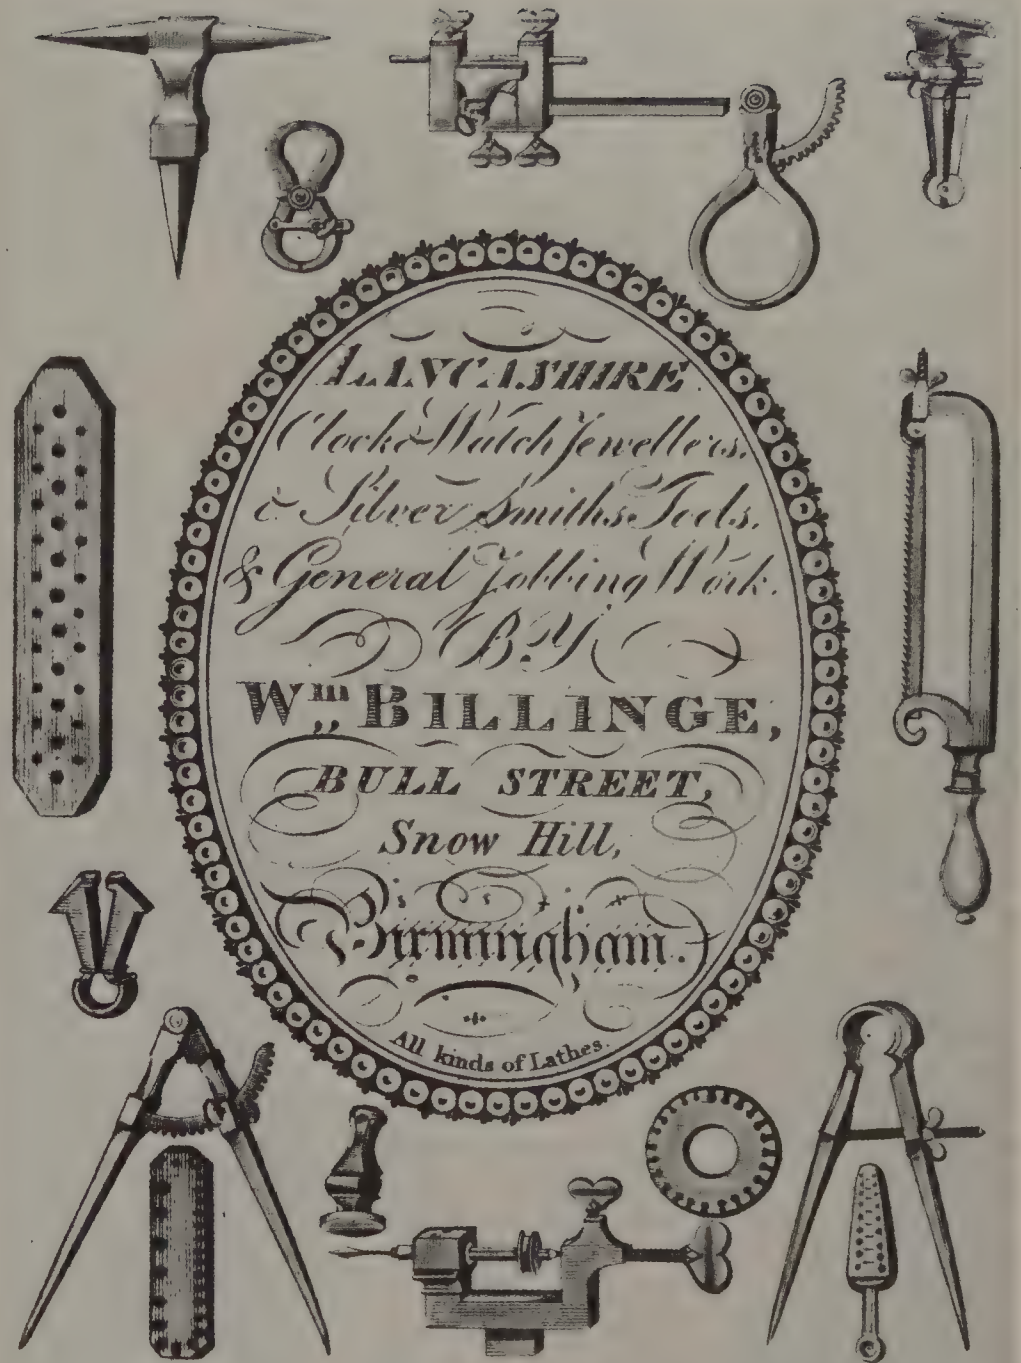 LANCASHIRE
Clock & Watch Jewellers.
& Silver Smiths Tools.
& General Jobbing Work.
BY
Wm,, BILLINGE,
BULL STREET,
Snow Hill,
Birmingham.
All kinds of Lathes.